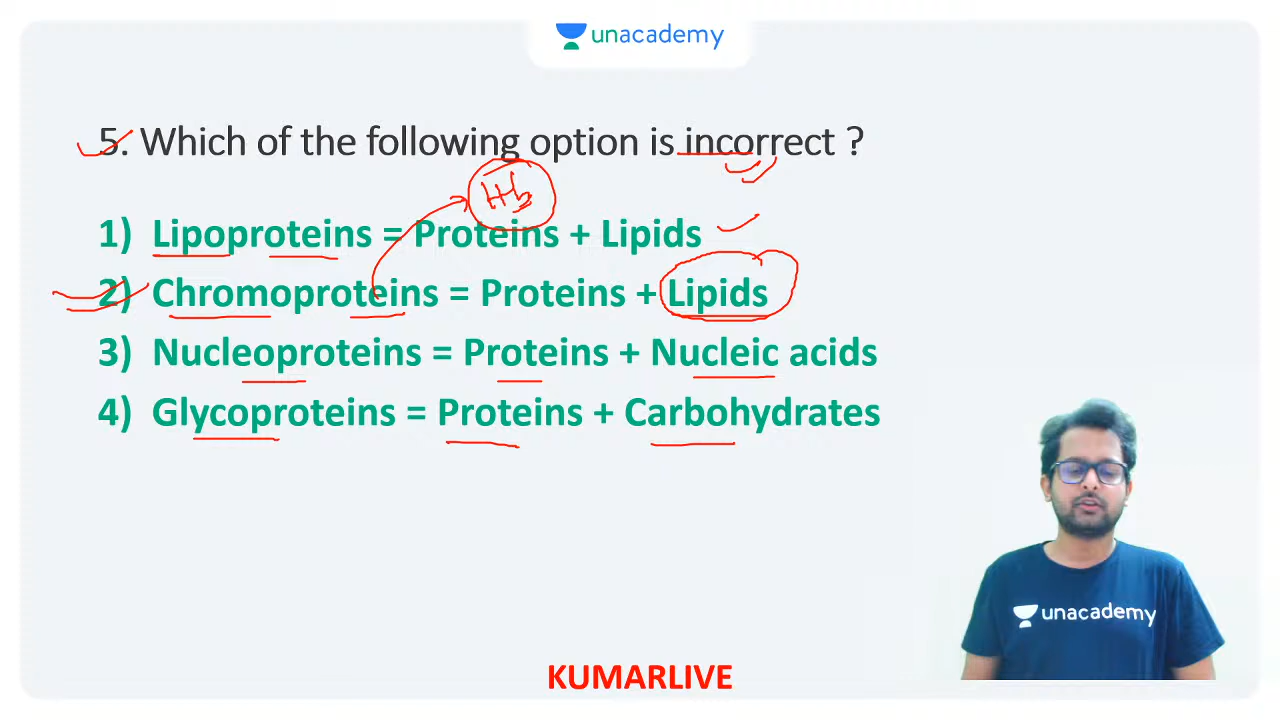 unacademy
5. Which of the following option is incorrect ?
Hb
1) Lipoproteins = Proteins + Lipids
2) Chromoproteins = Proteins + Lipids
3) Nucleoproteins = Proteins + Nucleic acids
4) Glycoproteins = Proteins + Carbohydrates
unacademy
KUMARLIVE